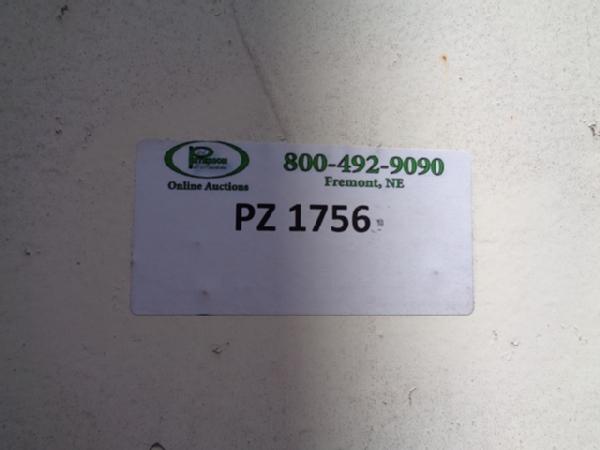 800-492-9090
Online Auctions
Fremont, NE
PZ 1756